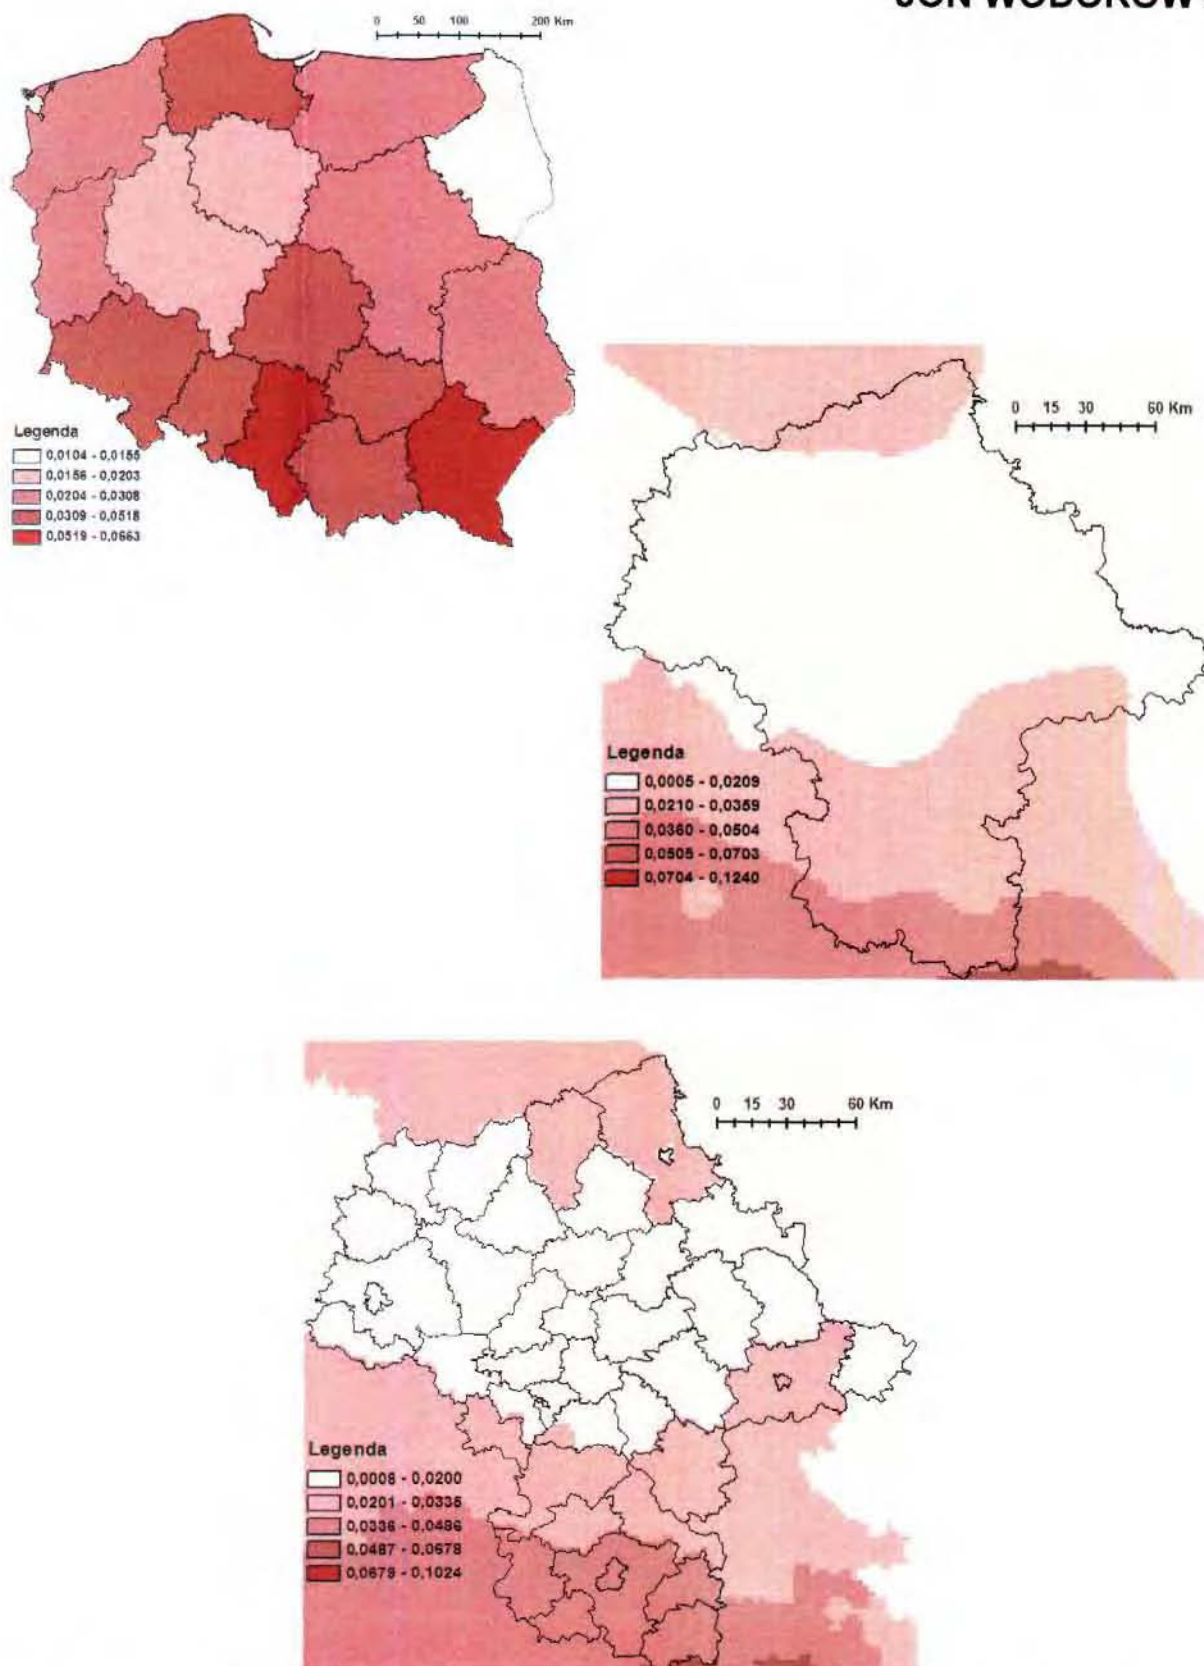 JON WODOROW
0 50 100 200 Km
Legenda
0,0104 - 0,0155
0,0156 - 0,0203
0,0204 - 0,0308
0,0309 - 0,0518
0,0519 - 0,0663
0 15 30 60 Km
Legenda
0,0005 - 0,0209
0,0210 - 0,0359
0,0360 - 0,0504
0,0505 - 0,0703
0,0704 - 0,1240
0 15 30 60 Km
Legenda
0,0008 - 0,0200
0,0201 - 0,0335
0,0336 - 0,0486
0,0487 - 0,0678
0,0679 - 0,1024